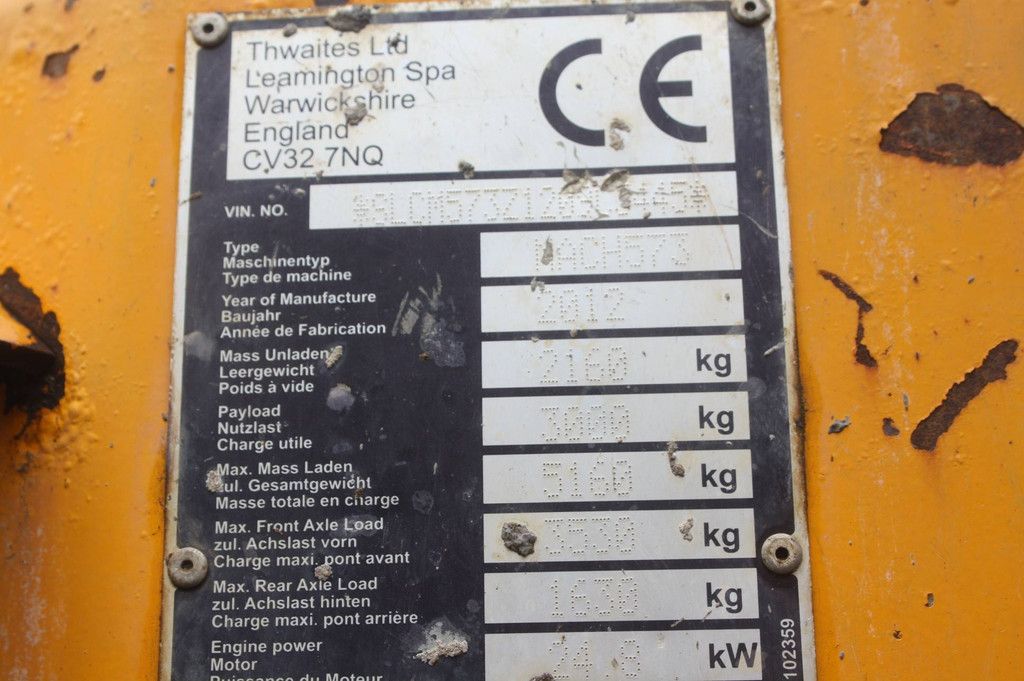 Thwaites Ltd
Leamington Spa
Warwickshire
England
CV32 7NQ
CE
VIN. NO.
Type
Maschinentyp
Type de machine
MACH573
Year of Manufacture
Baujahr
Année de Fabrication
2012
Mass Unladen
Leergewicht
Poids à vide
2160 kg
Payload
Nutzlast
Charge utile
3000 kg
Max. Mass Laden
zul. Gesamtgewicht
Masse totale en charge
5160 kg
Max. Front Axle Load
zul. Achslast vorn
Charge maxi. pont avant
3530 kg
Max. Rear Axle Load
zul. Achslast hinten
Charge maxi. pont arrière
1630 kg
Engine power
Motor
Puissance du Moteur
24.8 kW
102359